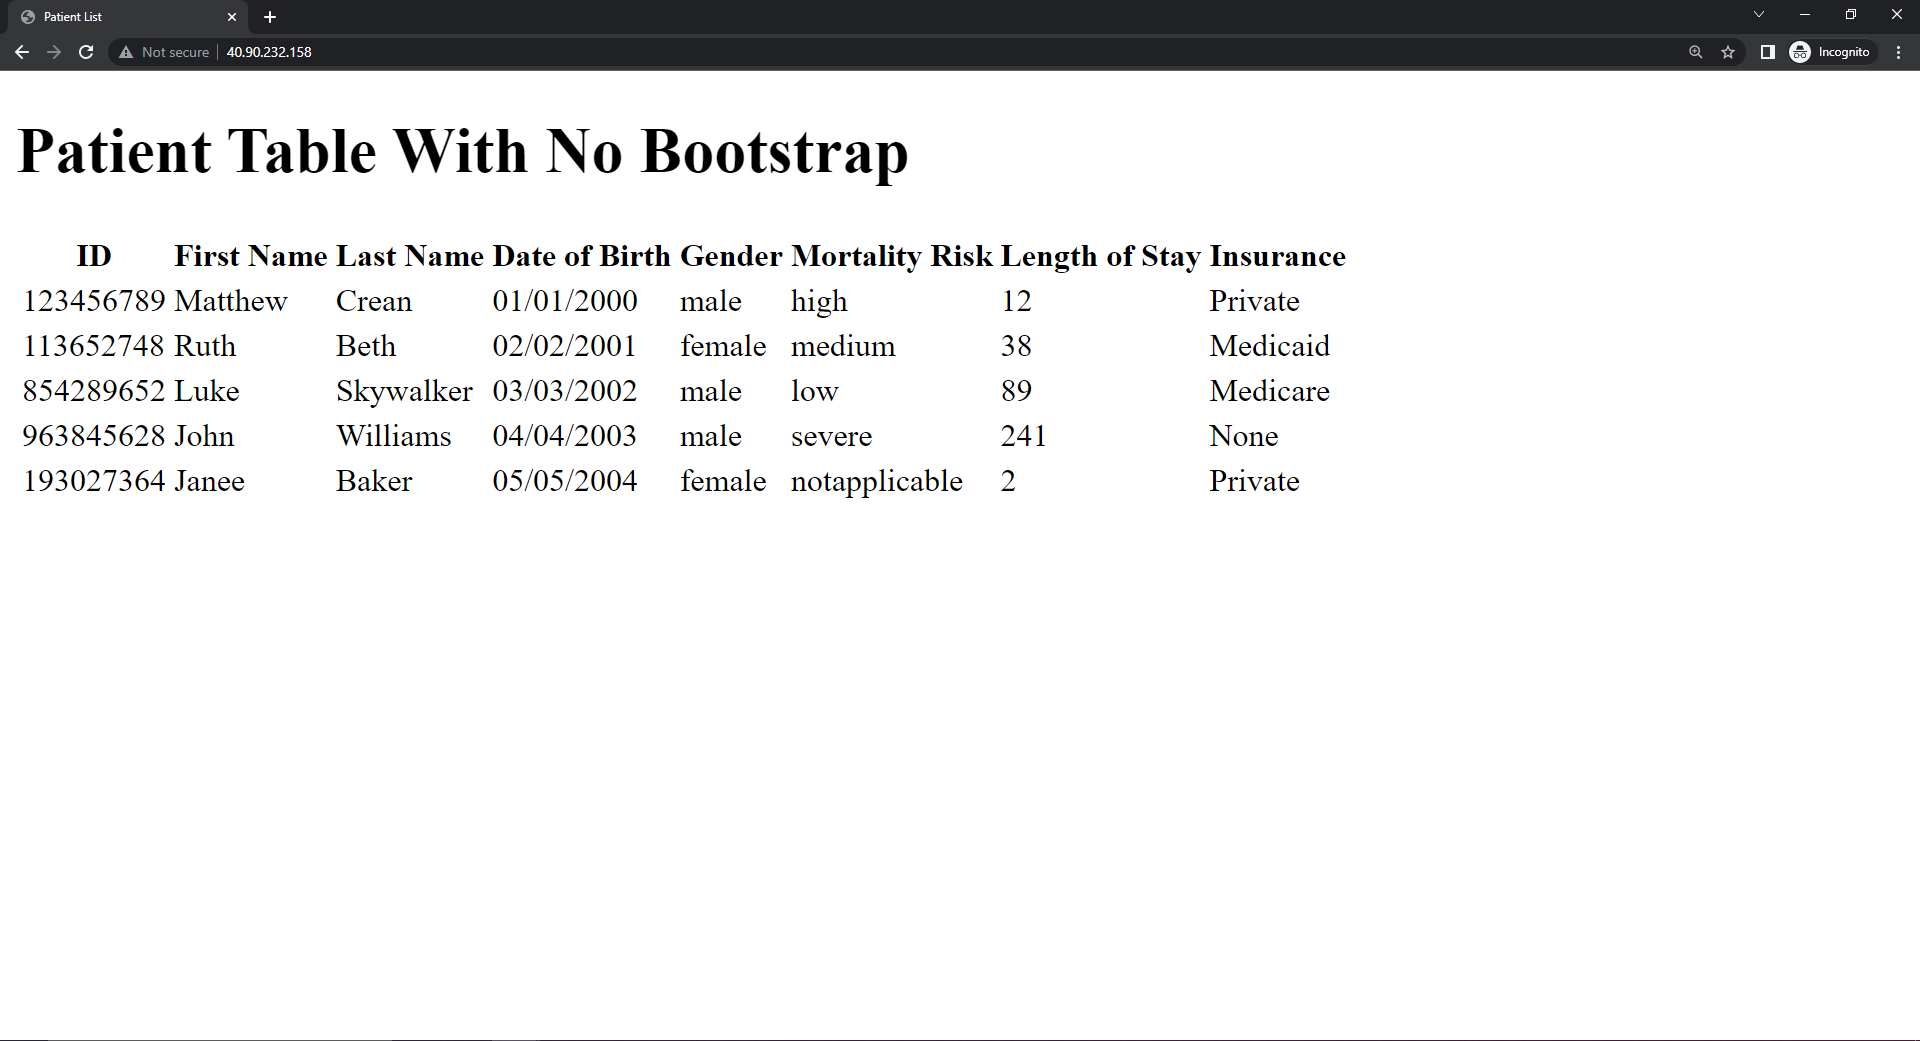 Patient List
Not secure 40.90.232.158 Incognito
Patient Table With No Bootstrap
ID First Name Last Name Date of Birth Gender Mortality Risk Length of Stay Insurance
123456789 Matthew Crean 01/01/2000 male high 12 Private
113652748 Ruth Beth 02/02/2001 female medium 38 Medicaid
854289652 Luke Skywalker 03/03/2002 male low 89 Medicare
963845628 John Williams 04/04/2003 male severe 241 None
193027364 Janee Baker 05/05/2004 female notapplicable 2 Private